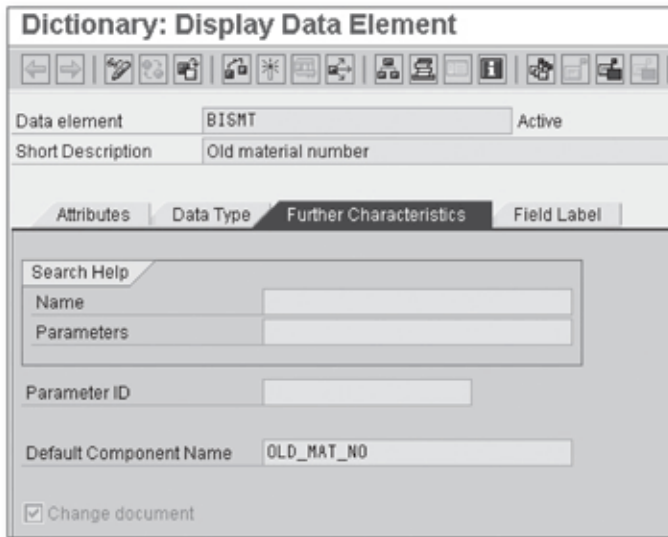 Dictionary: Display Data Element
Data element BISMT Active
Short Description Old material number
Attributes Data Type Further Characteristics Field Label
Search Help
Name
Parameters
Parameter ID
Default Component Name OLD_MAT_NO
Change document